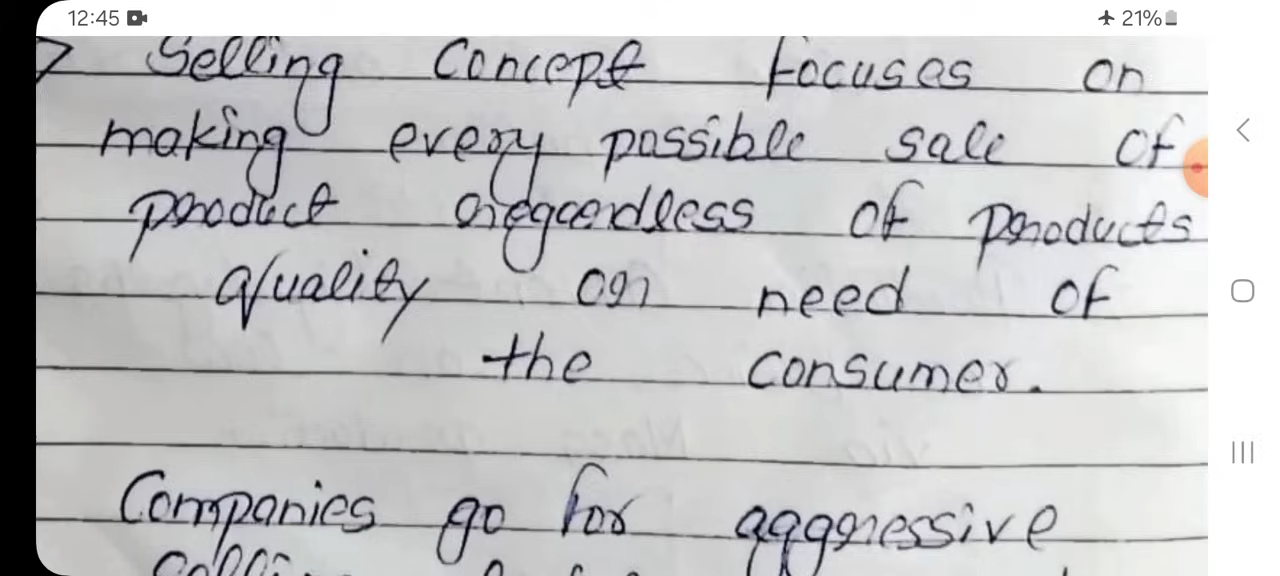 12:45
21%
Selling Concept focuses on
making every possible sale of
product regardless of products
quality or need of
the consumer.
Companies go for aggressive